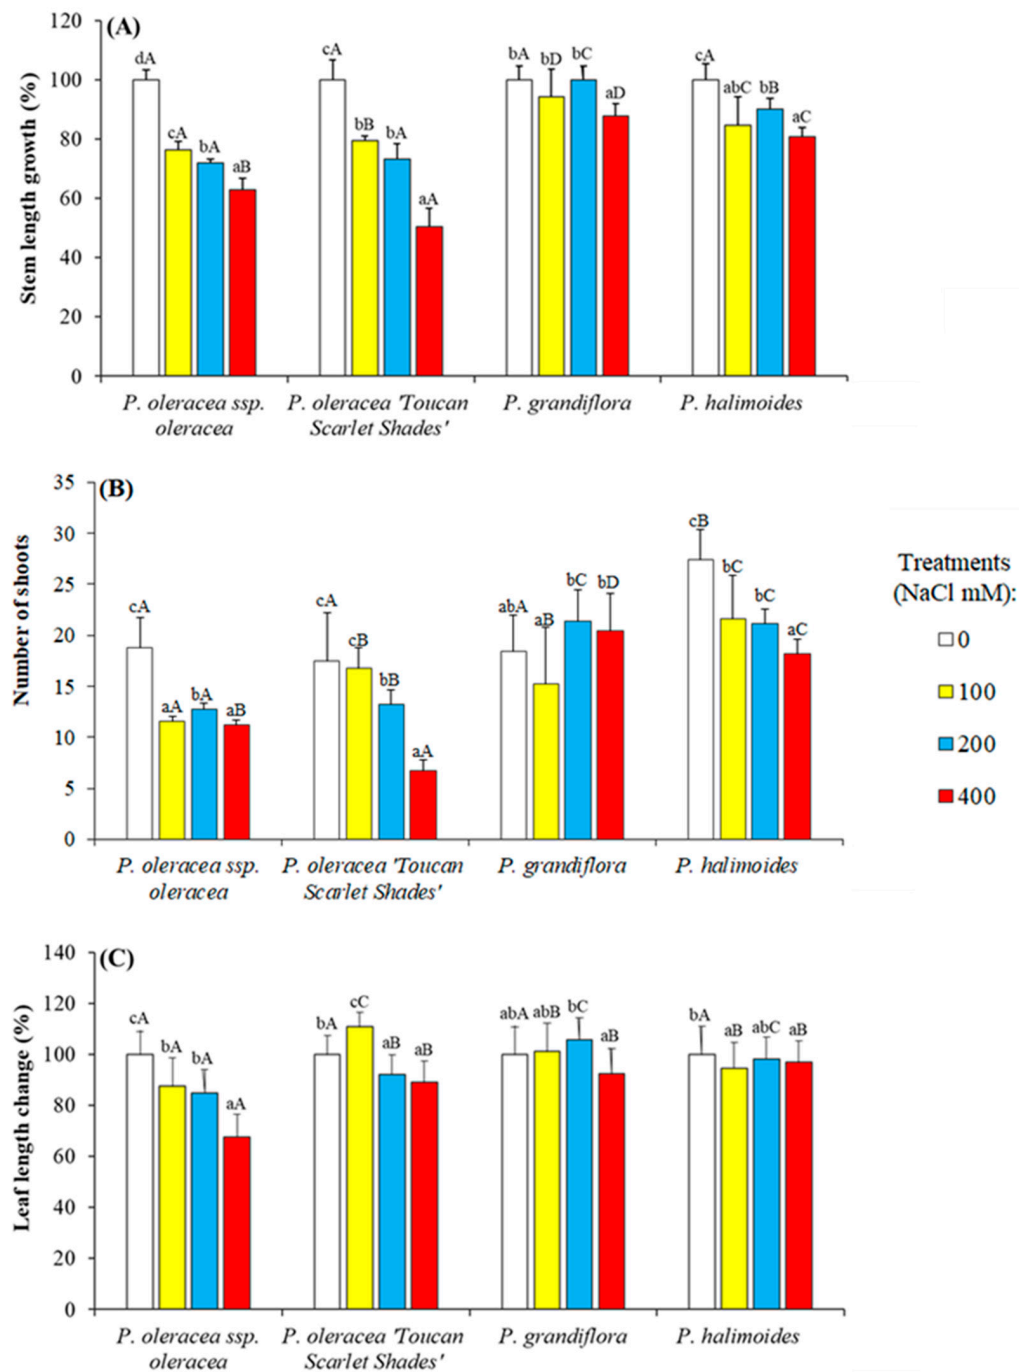 (A)
Stem length growth (%)
120
100
80
60
40
20
0
dA
cA
bA
aB
cA
bB
bA
aA
bA
bD
bC
aD
cA
abC
bB
aC
P. oleracea ssp. oleracea
P. oleracea 'Toucan Scarlet Shades'
P. grandiflora
P. halimoides
(B)
Number of shoots
35
30
25
20
15
10
5
0
cA
aA
bA
aB
cA
cB
bB
aA
abA
aB
bC
bD
cB
bC
bC
aC
P. oleracea ssp. oleracea
P. oleracea 'Toucan Scarlet Shades'
P. grandiflora
P. halimoides
Treatments
(NaCl mM):
0
100
200
400
(C)
Leaf length change (%)
140
120
100
80
60
40
20
0
cA
bA
bA
aA
bA
cC
aB
aB
abA
abB
bC
aB
bA
aB
abC
aB
P. oleracea ssp. oleracea
P. oleracea 'Toucan Scarlet Shades'
P. grandiflora
P. halimoides